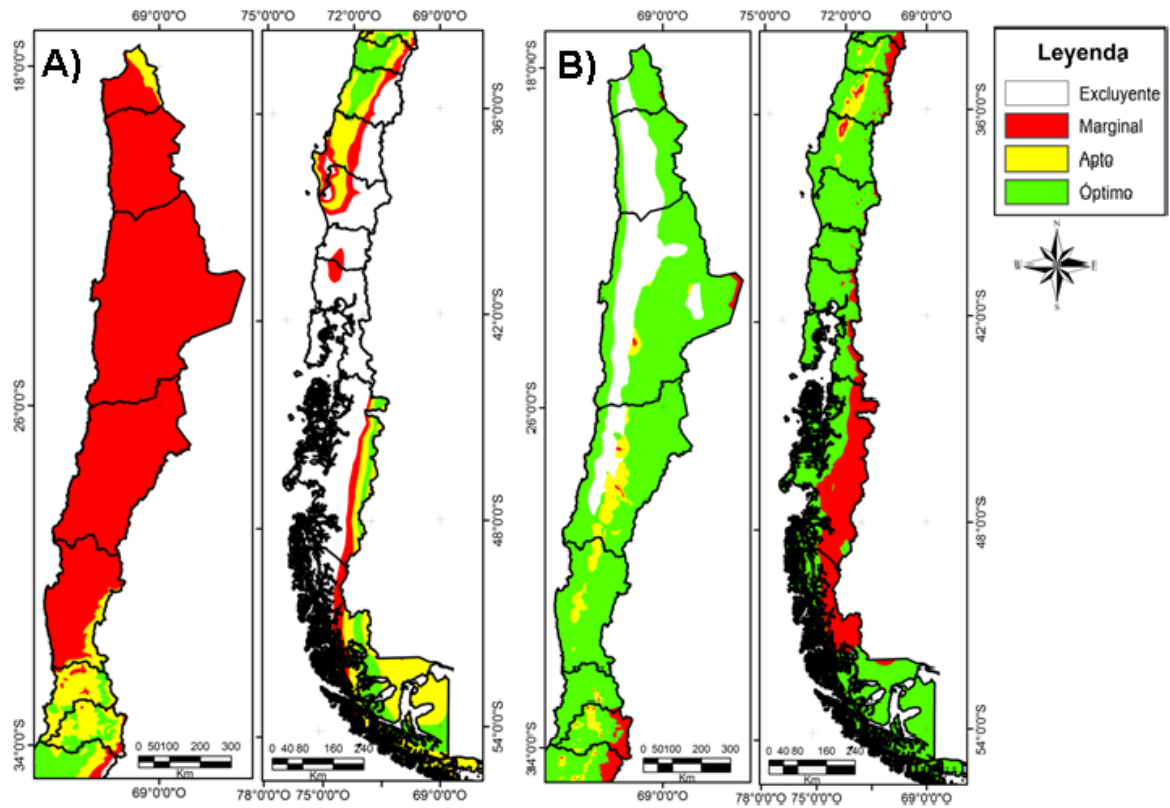 69°0'0"O
75°0'0"O
72°0'0"O
69°0'0"O
69°0'0"O
75°0'0"O
72°0'0"O
69°0'0"O
A)
B)
18°0'0"S
26°0'0"S
34°0'0"S
36°0'0"S
42°0'0"S
48°0'0"S
54°0'0"S
18°0'0"S
26°0'0"S
34°0'0"S
36°0'0"S
42°0'0"S
48°0'0"S
54°0'0"S
Leyenda
Excluyente
Marginal
Apto
Óptimo
N
W
E
S
0 50100 200 300
Km
0 40 80 160 240
Km
0 50100 200 300
Km
0 40 80 160 240
Km
69°0'0"O
78°0'0"O
75°0'0"O
72°0'0"O
69°0'0"O
69°0'0"O
78°0'0"O
75°0'0"O
69°0'0"O